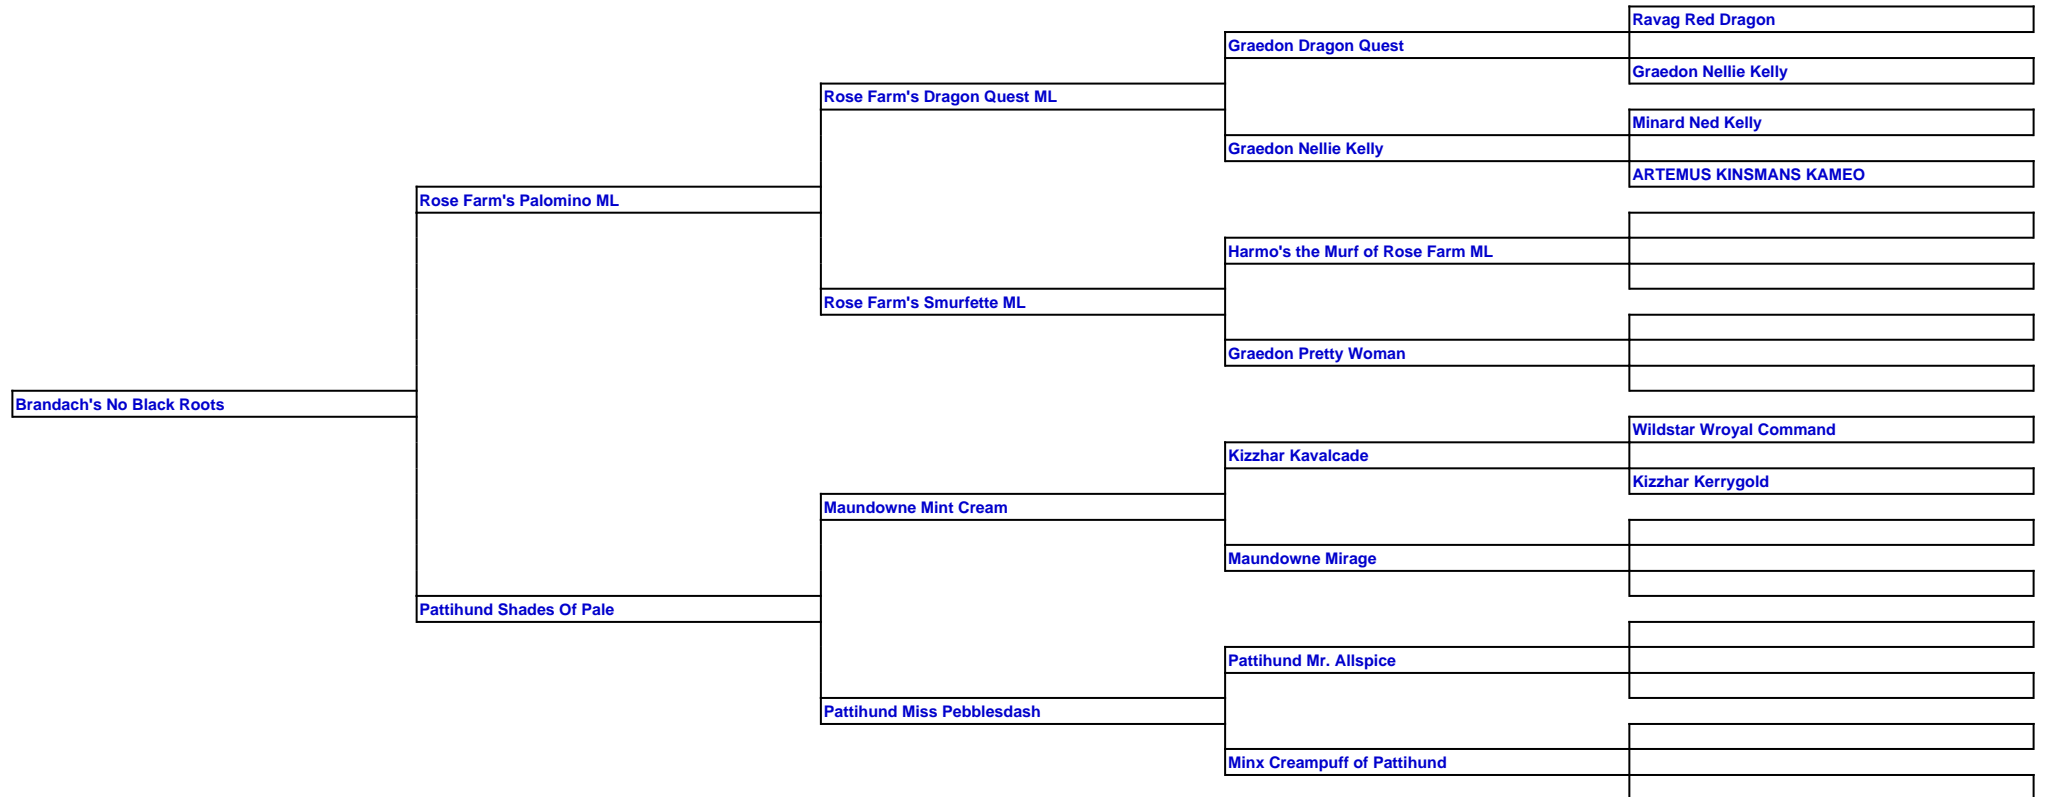 Ravag Red Dragon
Graedon Dragon Quest
Graedon Nellie Kelly
Rose Farm's Dragon Quest ML
Minard Ned Kelly
Graedon Nellie Kelly
ARTEMUS KINSMANS KAMEO
Rose Farm's Palomino ML
Harmo's the Murf of Rose Farm ML
Rose Farm's Smurfette ML
Graedon Pretty Woman
Brandach's No Black Roots
Wildstar Wroyal Command
Kizzhar Kavalcade
Kizzhar Kerrygold
Maundowne Mint Cream
Maundowne Mirage
Pattihund Shades Of Pale
Pattihund Mr. Allspice
Pattihund Miss Pebblesdash
Minx Creampuff of Pattihund